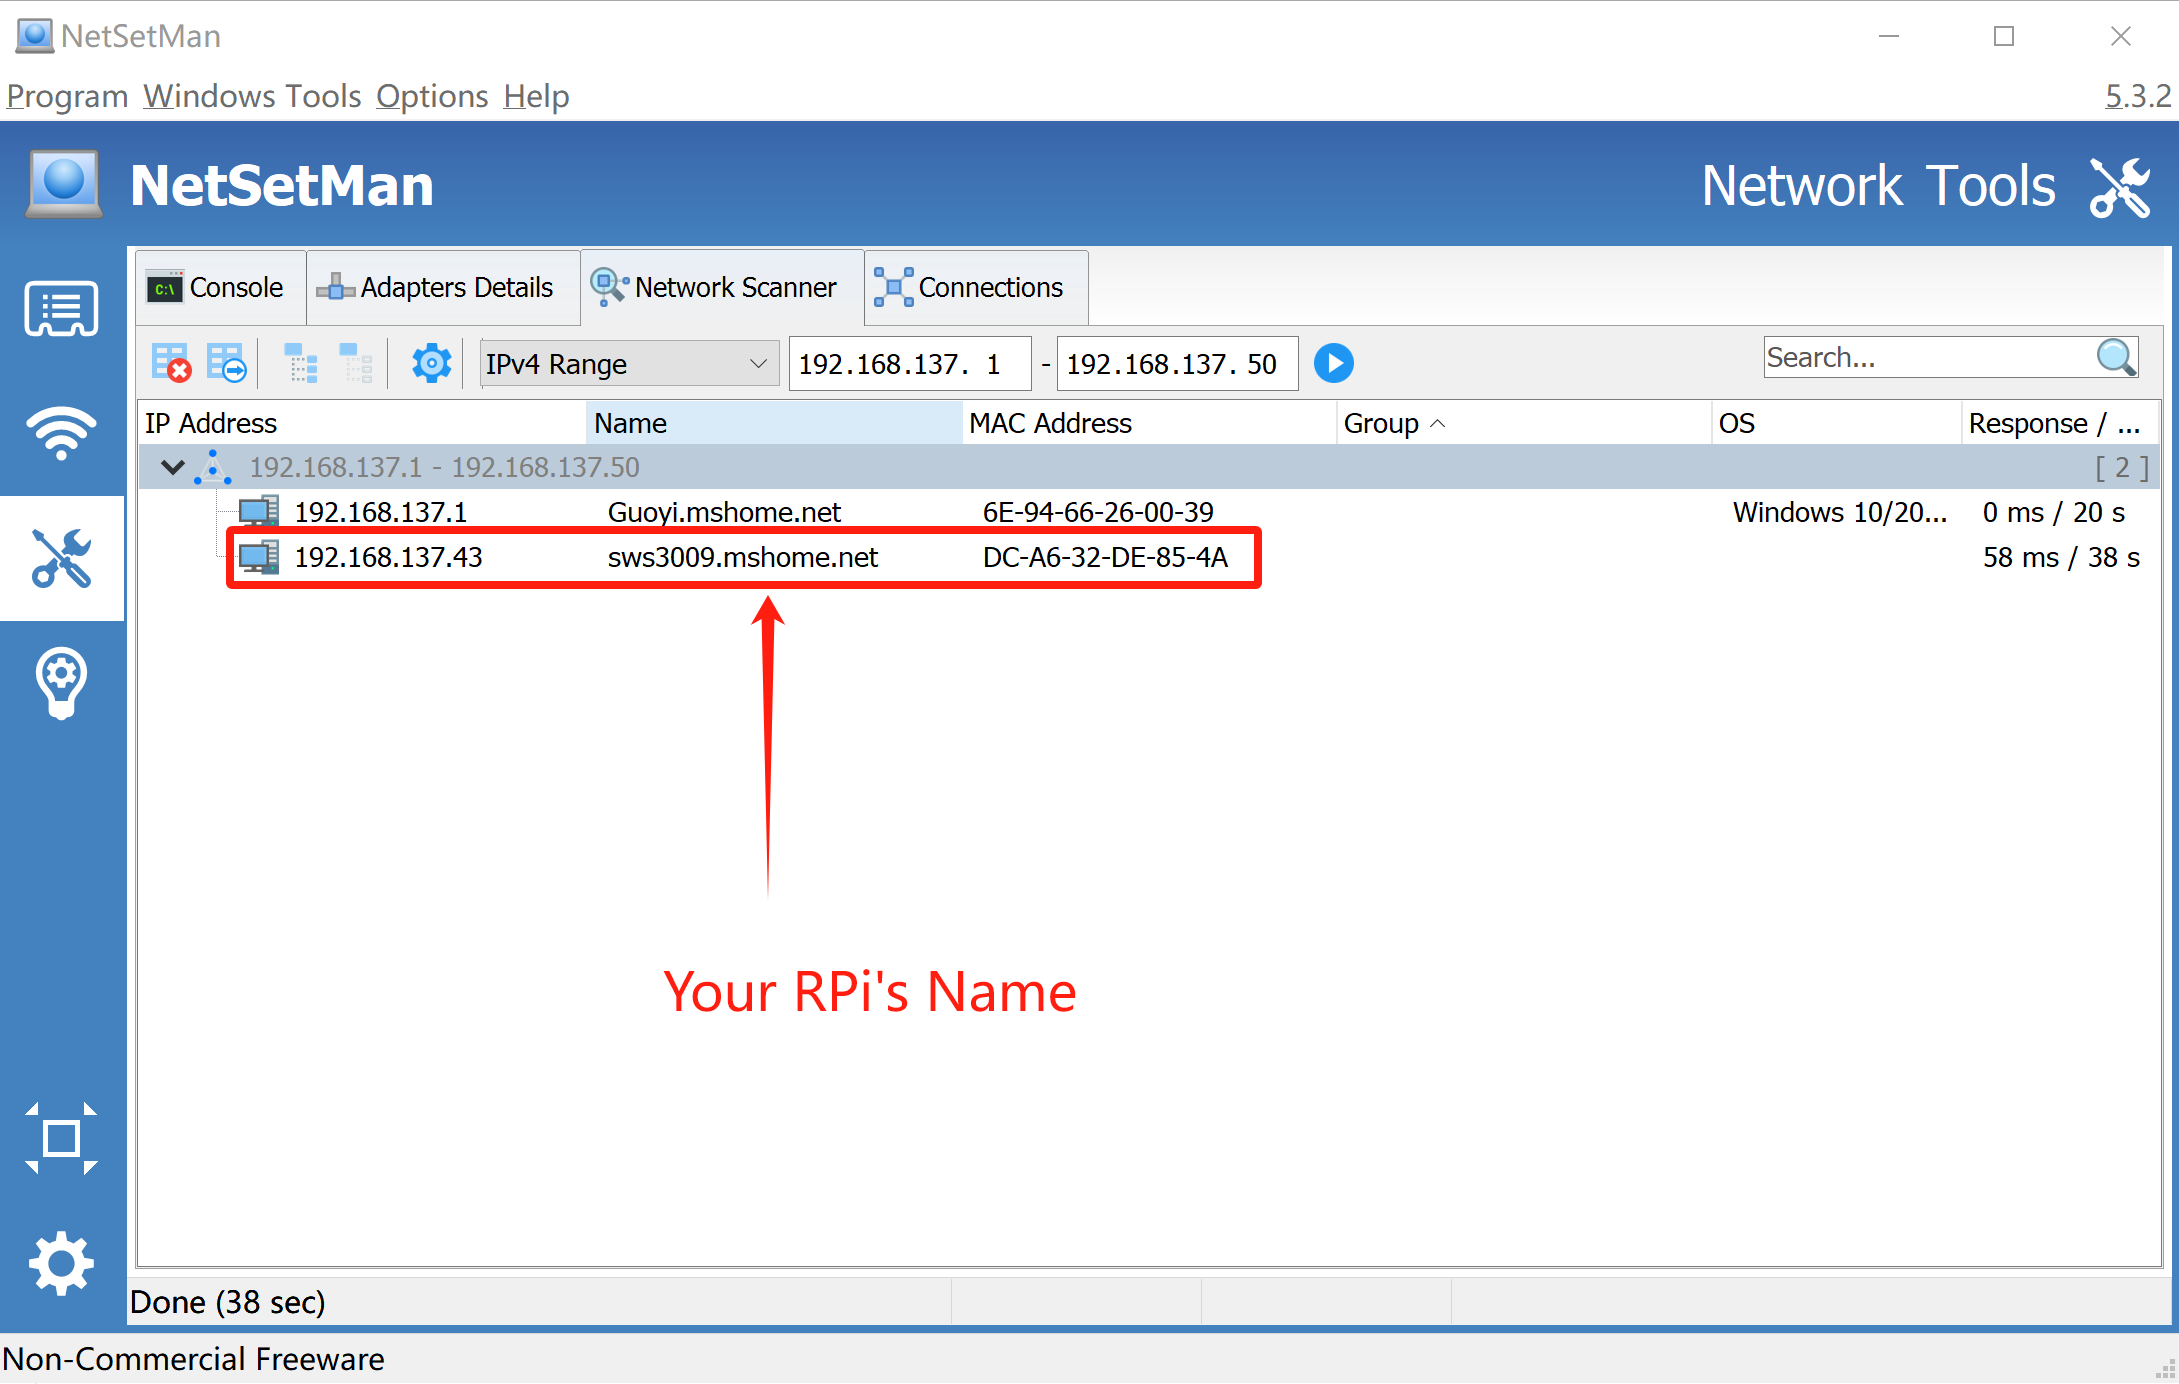 NetSetMan
Program Windows Tools Options Help 5.3.2
NetSetMan Network Tools
C:\ Console Adapters Details Network Scanner Connections
IPv4 Range 192.168.137. 1 - 192.168.137. 50 Search...
IP Address Name MAC Address Group OS Response / ...
192.168.137.1 - 192.168.137.50 [ 2 ]
192.168.137.1 Guoyi.mshome.net 6E-94-66-26-00-39 Windows 10/20... 0 ms / 20 s
192.168.137.43 sws3009.mshome.net DC-A6-32-DE-85-4A 58 ms / 38 s
Your RPi's Name
Done (38 sec)
Non-Commercial Freeware